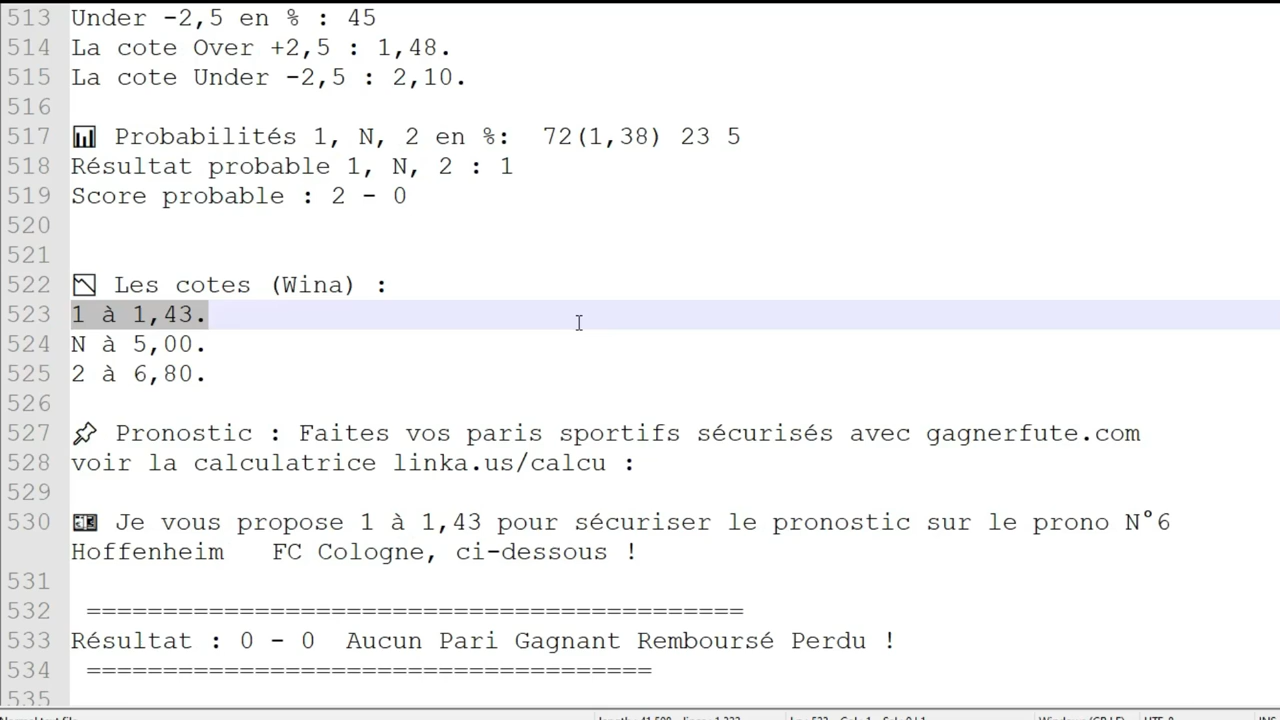 513 Under -2,5 en % : 45
514 La cote Over +2,5 : 1,48.
515 La cote Under -2,5 : 2,10.
516
517 Probabilités 1, N, 2 en %:  72(1,38) 23 5
518 Résultat probable 1, N, 2 : 1
519 Score probable : 2 - 0
520
521
522 Les cotes (Wina) :
523 1 à 1,43.
524 N à 5,00.
525 2 à 6,80.
526
527 Pronostic : Faites vos paris sportifs sécurisés avec gagnerfute.com
528 voir la calculatrice linka.us/calcu :
529
530 Je vous propose 1 à 1,43 pour sécuriser le pronostic sur le prono N°6
Hoffenheim   FC Cologne, ci-dessous !
531
532 ===========================================
533 Résultat : 0 - 0  Aucun Pari Gagnant Remboursé Perdu !
534 =====================================
535